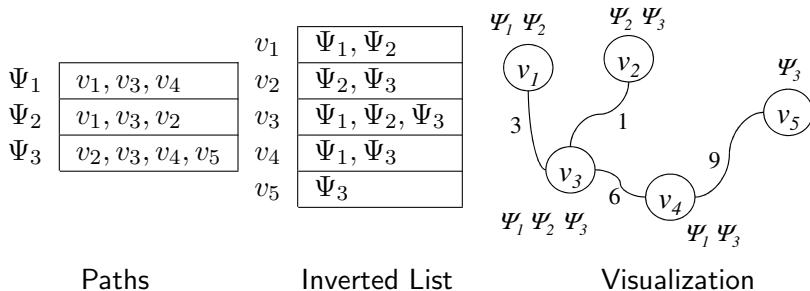 Ψ1 v1, v3, v4
Ψ2 v1, v3, v2
Ψ3 v2, v3, v4, v5
Paths
v1 Ψ1, Ψ2
v2 Ψ2, Ψ3
v3 Ψ1, Ψ2, Ψ3
v4 Ψ1, Ψ3
v5 Ψ3
Inverted List
Ψ1 Ψ2
v1
Ψ2 Ψ3
v2
Ψ3
v5
3
1
9
v3
6
v4
Ψ1 Ψ2 Ψ3
Ψ1 Ψ3
Visualization